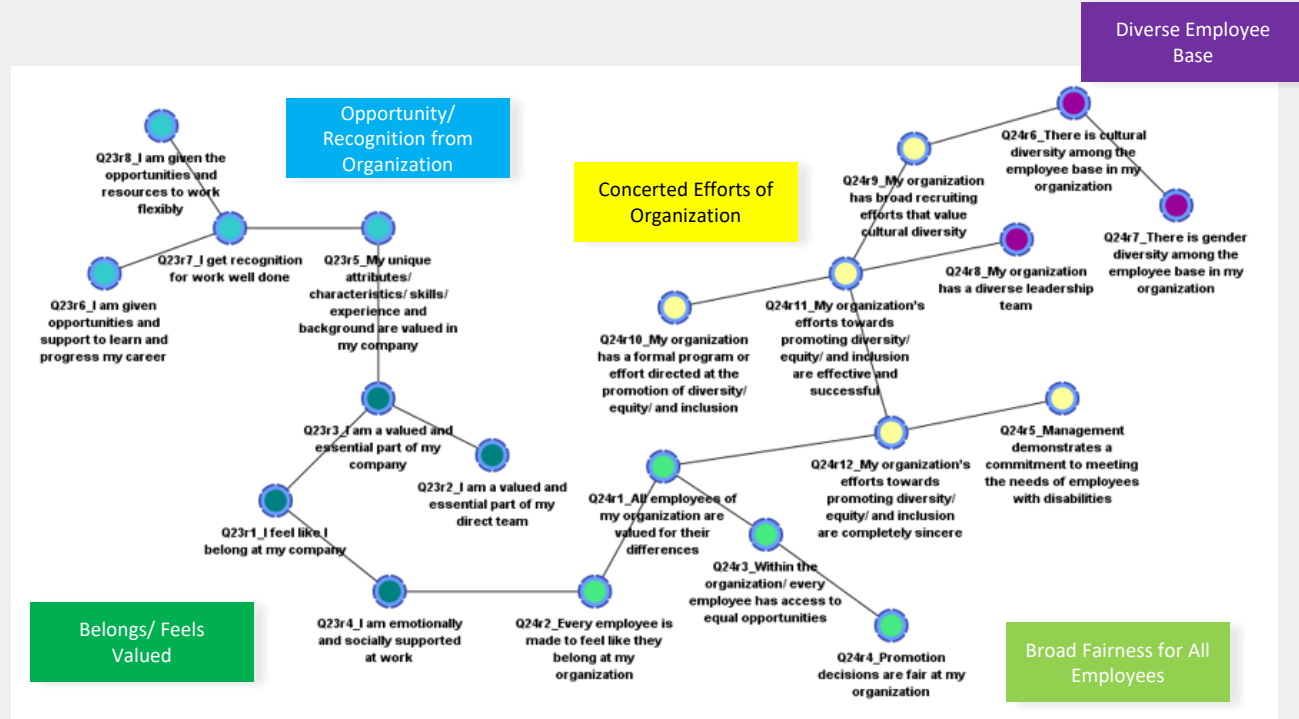 Diverse Employee
Base
Opportunity/
Recognition from
Organization
Concerted Efforts of
Organization
Q23r8_I am given the
opportunities and
resources to work
flexibly
Q23r7_I get recognition
for work well done
Q23r5_My unique
attributes/
characteristics/ skills/
experience and
background are valued in
my company
Q23r6_I am given
opportunities and
support to learn and
progress my career
Q24r6_There is cultural
diversity among the
employee base in my
organization
Q24r9_My organization
has broad recruiting
efforts that value
cultural diversity
Q24r7_There is gender
diversity among the
employee base in my
organization
Q24r8_My organization
has a diverse leadership
team
Q24r11_My organization's
efforts towards
promoting diversity/
equity/ and inclusion
are effective and
successful
Q24r10_My organization
has a formal program or
effort directed at the
promotion of diversity/
equity/ and inclusion
Q23r3_I am a valued and
essential part of my
company
Q23r2_I am a valued and
essential part of my
direct team
Q23r1_I feel like I
belong at my company
Q24r1_All employees of
my organization are
valued for their
differences
Q24r12_My organization's
efforts towards
promoting diversity/
equity/ and inclusion
are completely sincere
Q24r5_Management
demonstrates a
commitment to meeting
the needs of employees
with disabilities
Q24r3_Within the
organization/ every
employee has access to
equal opportunities
Q23r4_I am emotionally
and socially supported
at work
Q24r2_Every employee is
made to feel like they
belong at my
organization
Q24r4_Promotion
decisions are fair at my
organization
Belongs/ Feels
Valued
Broad Fairness for All
Employees